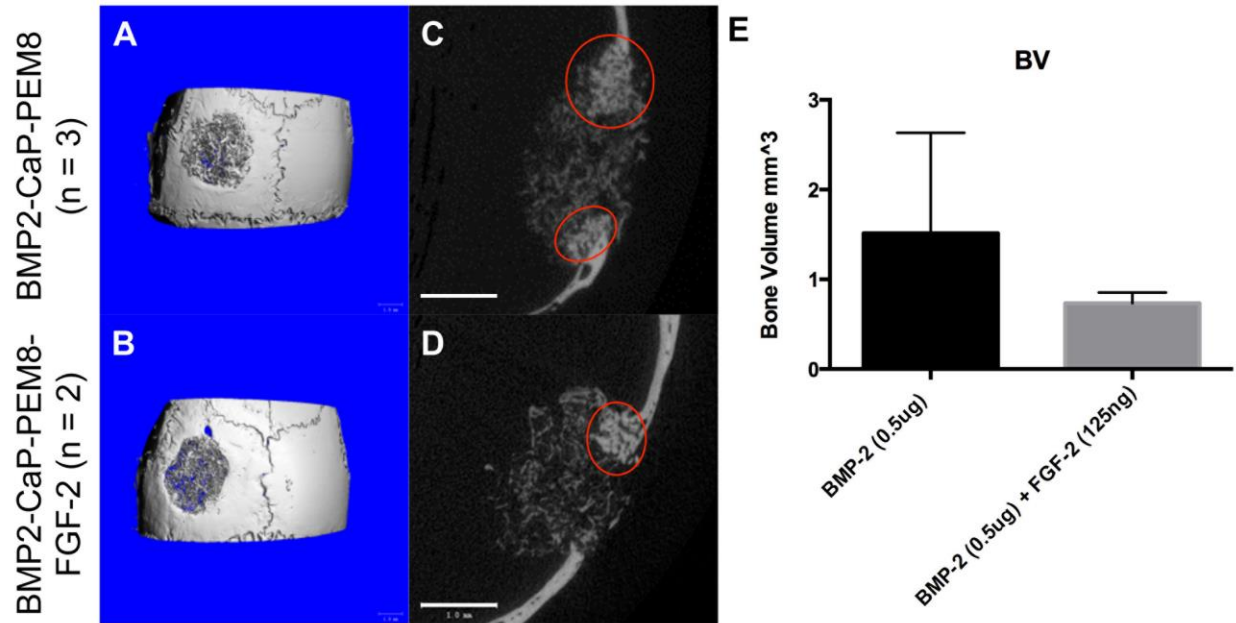 BMP2-CaP-PEM8
(n = 3)
BMP2-CaP-PEM8-
FGF-2 (n = 2)
A
B
C
D
1.0 mm
E
BV
Bone Volume mm^3
3
2
1
0
BMP-2 (0.5ug)
BMP-2 (0.5ug) + FGF-2 (125ng)